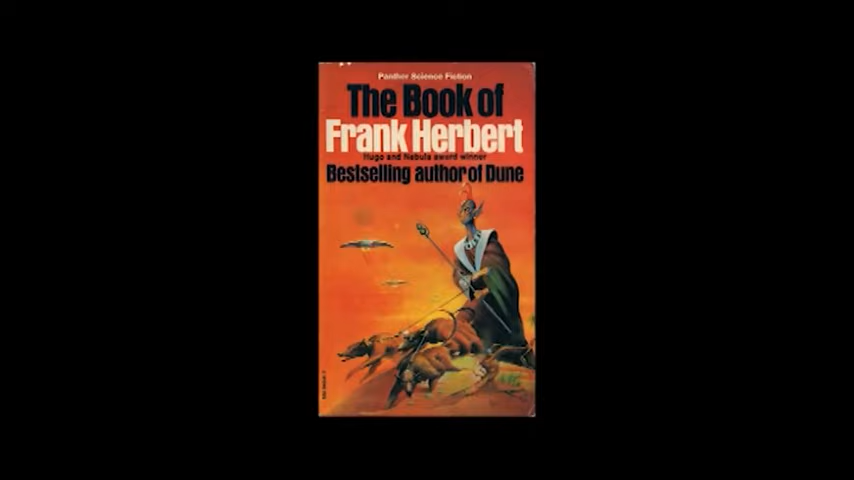 Panther Science Fiction
The Book of
Frank Herbert
Hugo and Nebula award winner
Bestselling author of Dune